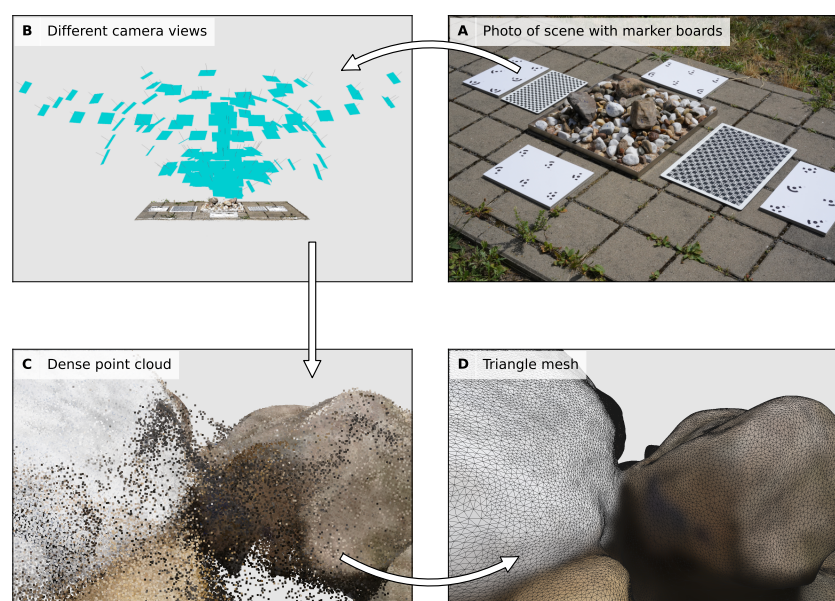 B Different camera views
A Photo of scene with marker boards
C Dense point cloud
D Triangle mesh